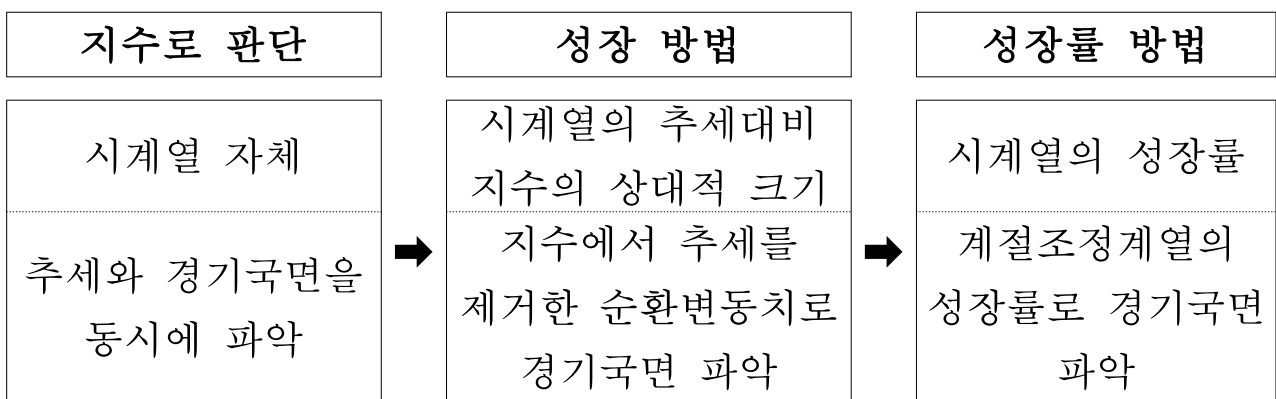 지수로 판단
시계열 자체
추세와 경기국면을
동시에 파악
성장 방법
시계열의 추세대비
지수의 상대적 크기
지수에서 추세를
제거한 순환변동치로
경기국면 파악
성장률 방법
시계열의 성장률
계절조정계열의
성장률로 경기국면
파악